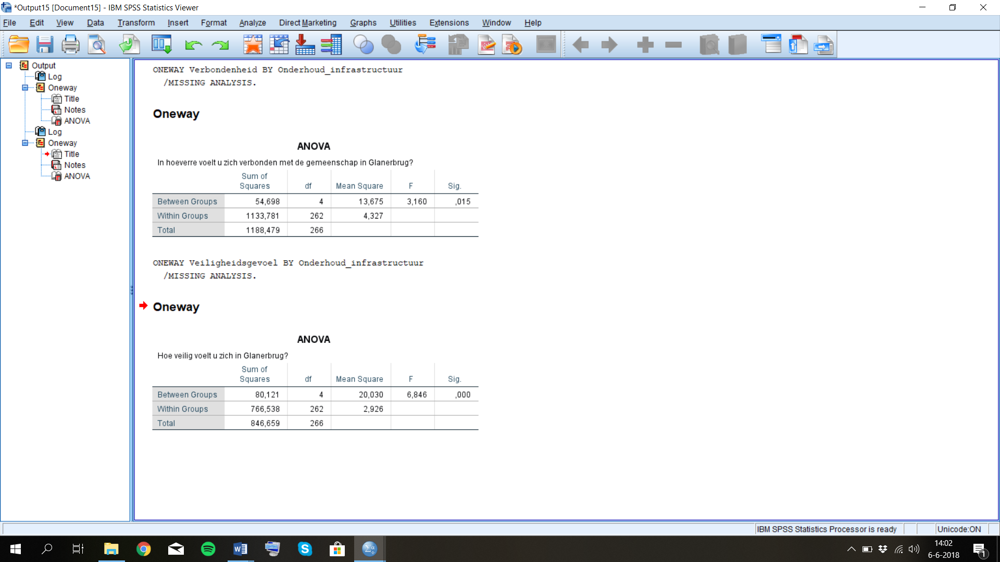 *Output15 [Document15] - IBM SPSS Statistics Viewer
File Edit View Data Transform Insert Format Analyze Direct Marketing Graphs Utilities Extensions Window Help
Output
Log
Oneway
Title
Notes
ANOVA
Log
Oneway
Title
Notes
ANOVA
ONEWAY Verbondenheid BY Onderhoud_infrastructuur
/MISSING ANALYSIS.
Oneway
ANOVA
In hoeverre voelt u zich verbonden met de gemeenschap in Glanerbrug?
Sum of
Squares df Mean Square F Sig.
Between Groups 54,698 4 13,675 3,160 ,015
Within Groups 1133,781 262 4,327
Total 1188,479 266
ONEWAY Veiligheidsgevoel BY Onderhoud_infrastructuur
/MISSING ANALYSIS.
Oneway
ANOVA
Hoe veilig voelt u zich in Glanerbrug?
Sum of
Squares df Mean Square F Sig.
Between Groups 80,121 4 20,030 6,846 ,000
Within Groups 766,538 262 2,926
Total 846,659 266
IBM SPSS Statistics Processor is ready Unicode:ON
14:02
6-6-2018
1